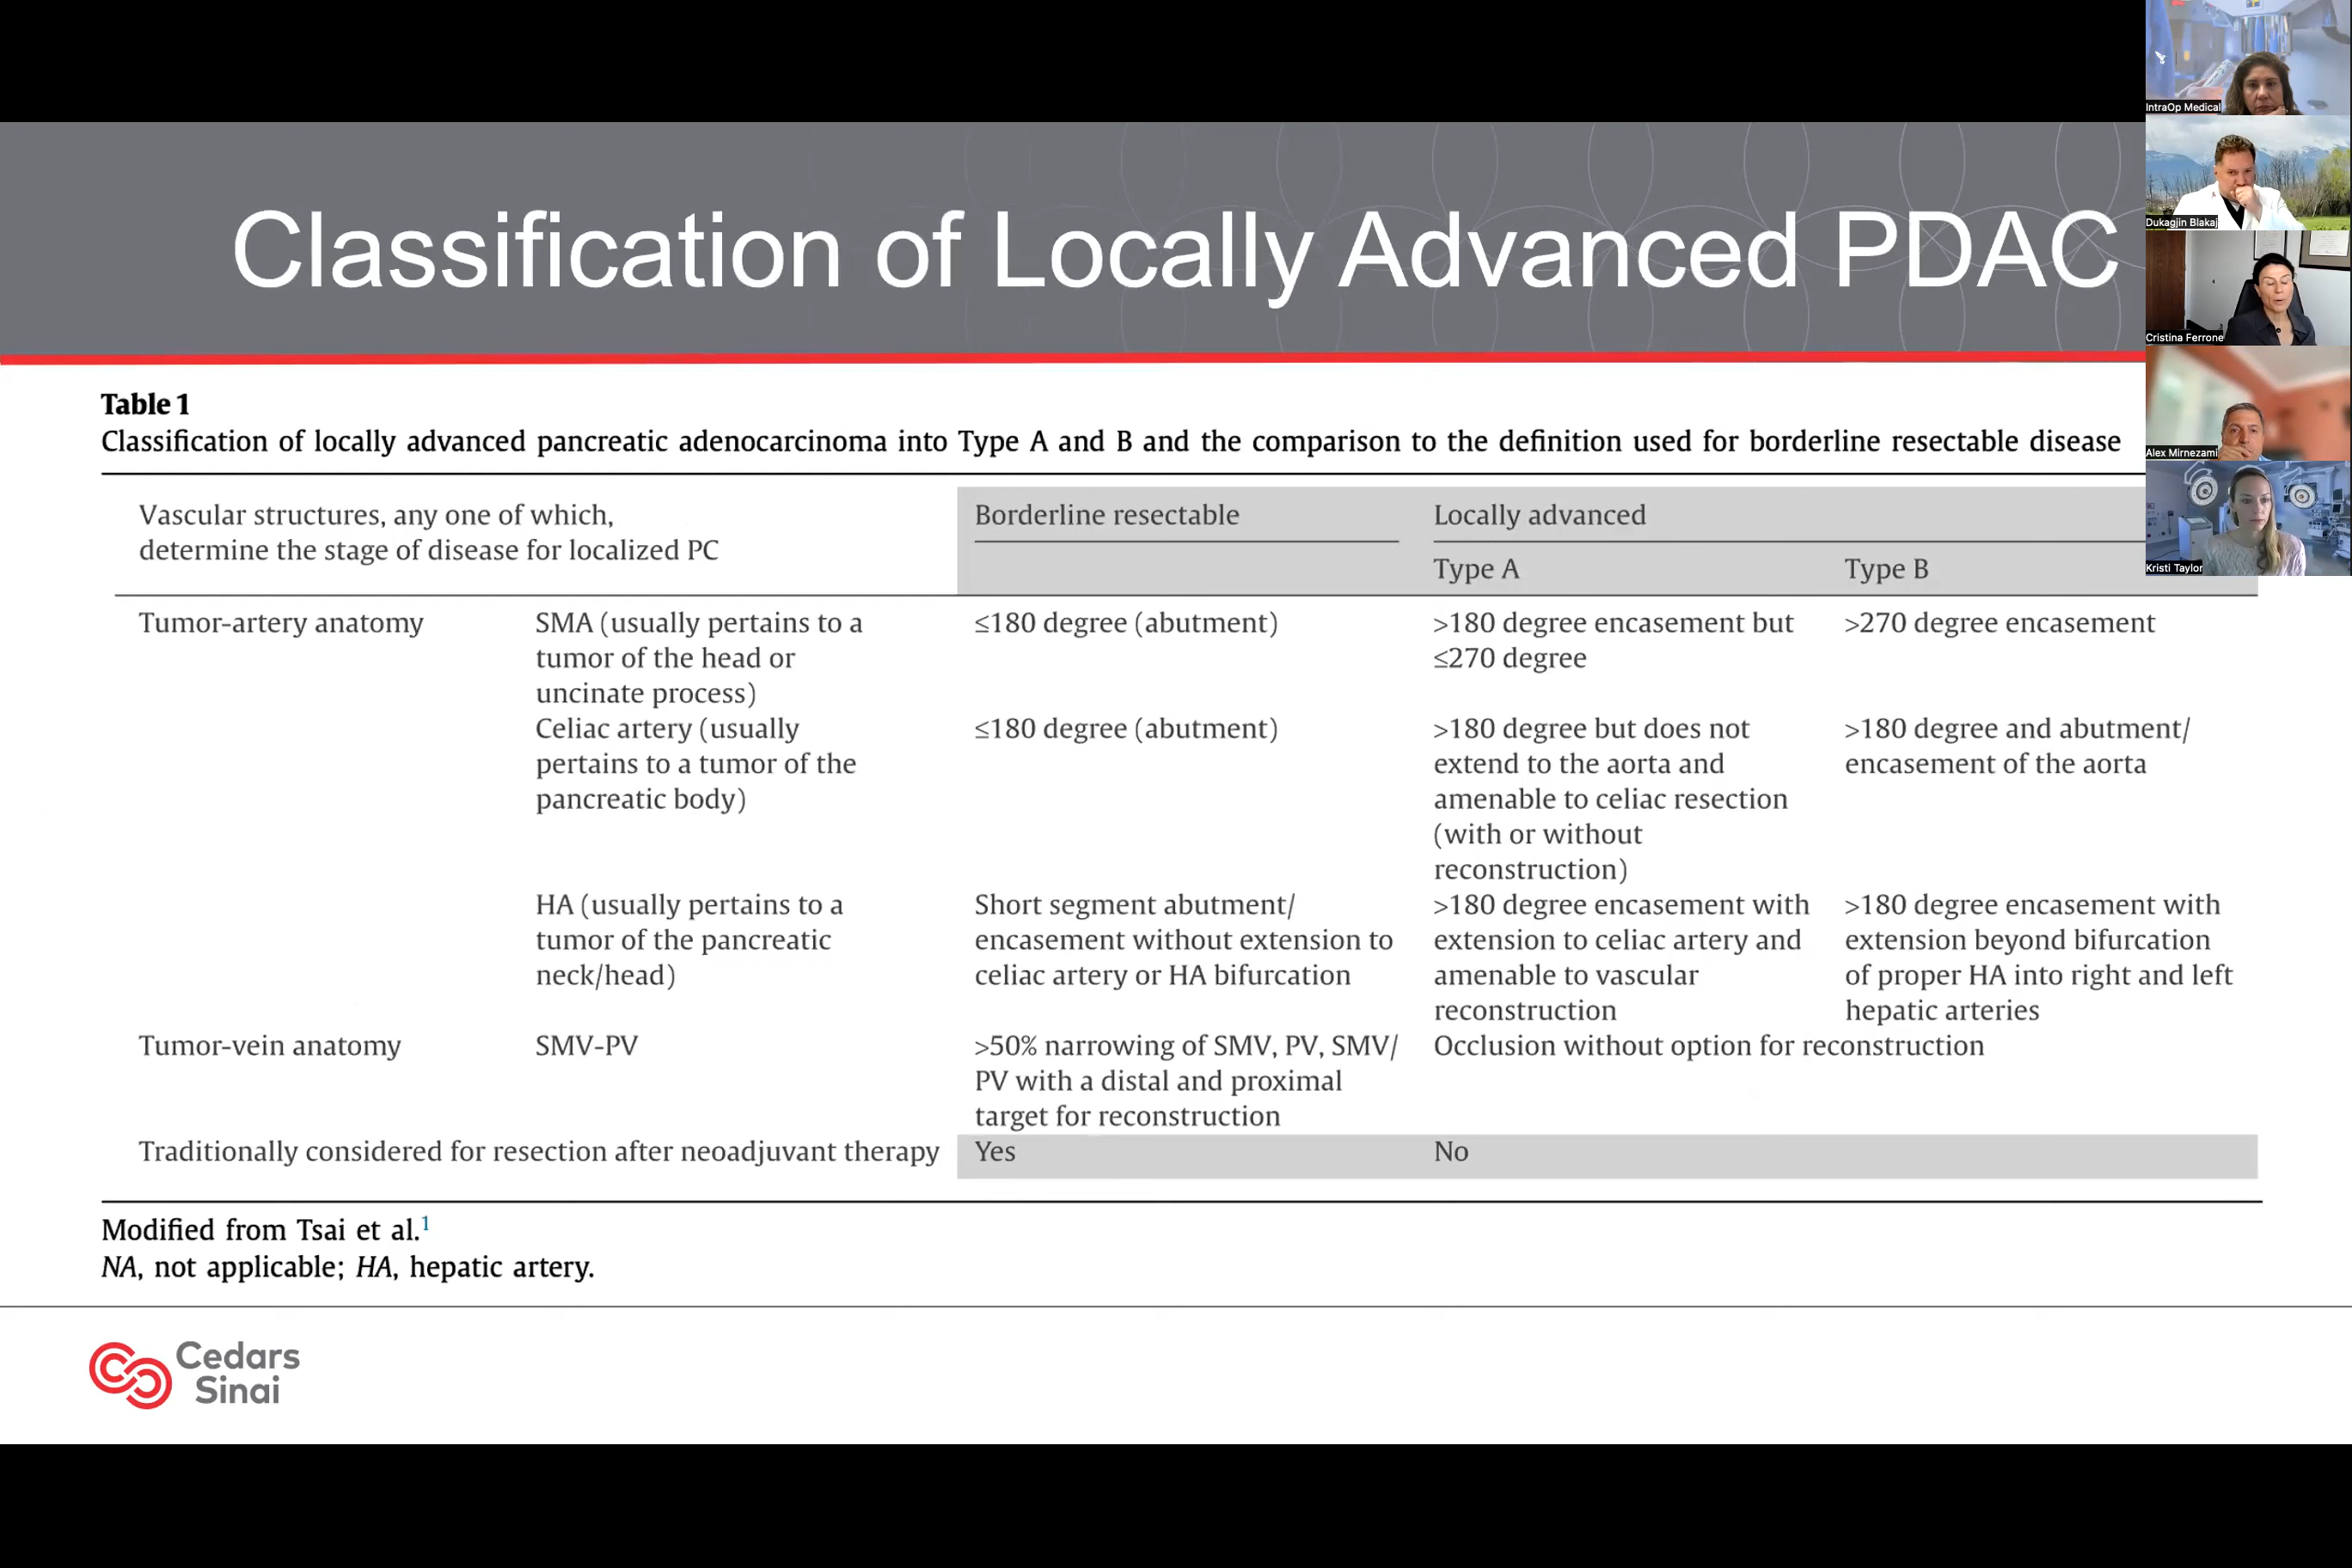 Classification of Locally Advanced PDAC
IntraOp Medical
Dukagjin Blakaj
Cristina Ferrone
Alex Mirnezami
Kristi Taylor
Table 1
Classification of locally advanced pancreatic adenocarcinoma into Type A and B and the comparison to the definition used for borderline resectable disease
Vascular structures, any one of which,
determine the stage of disease for localized PC
Borderline resectable
Locally advanced
Type A
Type B
Tumor-artery anatomy
SMA (usually pertains to a
tumor of the head or
uncinate process)
≤180 degree (abutment)
>180 degree encasement but
≤270 degree
>270 degree encasement
Celiac artery (usually
pertains to a tumor of the
pancreatic body)
≤180 degree (abutment)
>180 degree but does not
extend to the aorta and
amenable to celiac resection
(with or without
reconstruction)
>180 degree and abutment/
encasement of the aorta
HA (usually pertains to a
tumor of the pancreatic
neck/head)
Short segment abutment/
encasement without extension to
celiac artery or HA bifurcation
>180 degree encasement with
extension to celiac artery and
amenable to vascular
reconstruction
>180 degree encasement with
extension beyond bifurcation
of proper HA into right and left
hepatic arteries
Tumor-vein anatomy
SMV-PV
>50% narrowing of SMV, PV, SMV/
PV with a distal and proximal
target for reconstruction
Occlusion without option for reconstruction
Traditionally considered for resection after neoadjuvant therapy
Yes
No
Modified from Tsai et al.1
NA, not applicable; HA, hepatic artery.
Cedars
Sinai